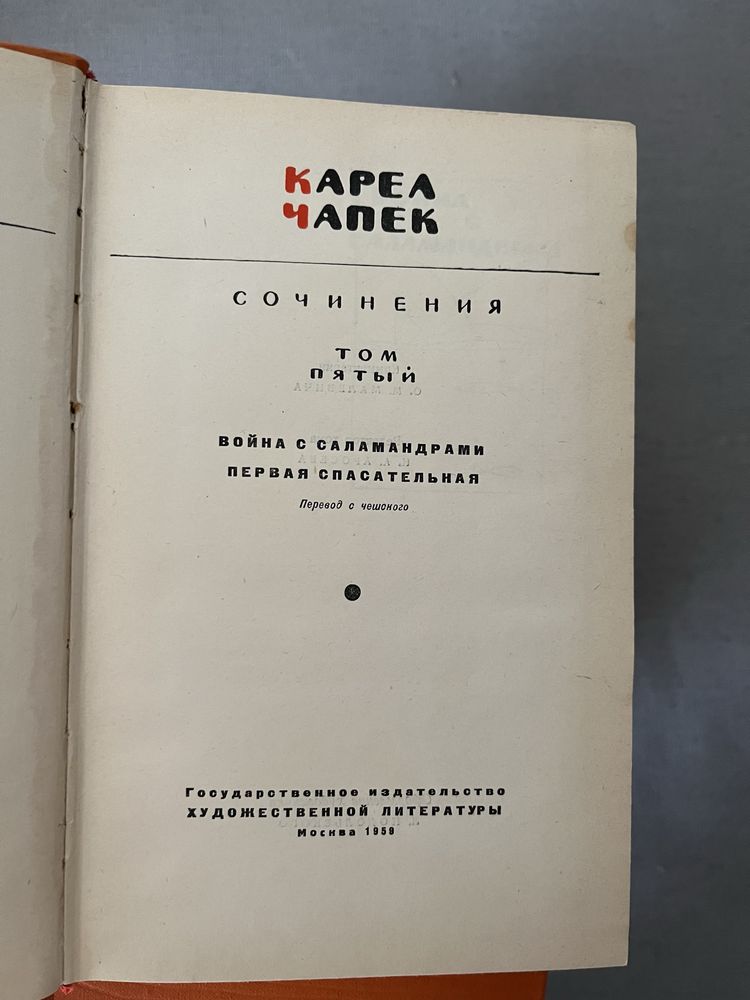 КАРЕЛ
ЧАПЕК
СОЧИНЕНИЯ
ТОМ
ПЯТЫЙ
ВОЙНА С САЛАМАНДРАМИ
ПЕРВАЯ СПАСАТЕЛЬНАЯ
Перевод с чешского
Государственное издательство
ХУДОЖЕСТВЕННОЙ ЛИТЕРАТУРЫ
Москва 1959